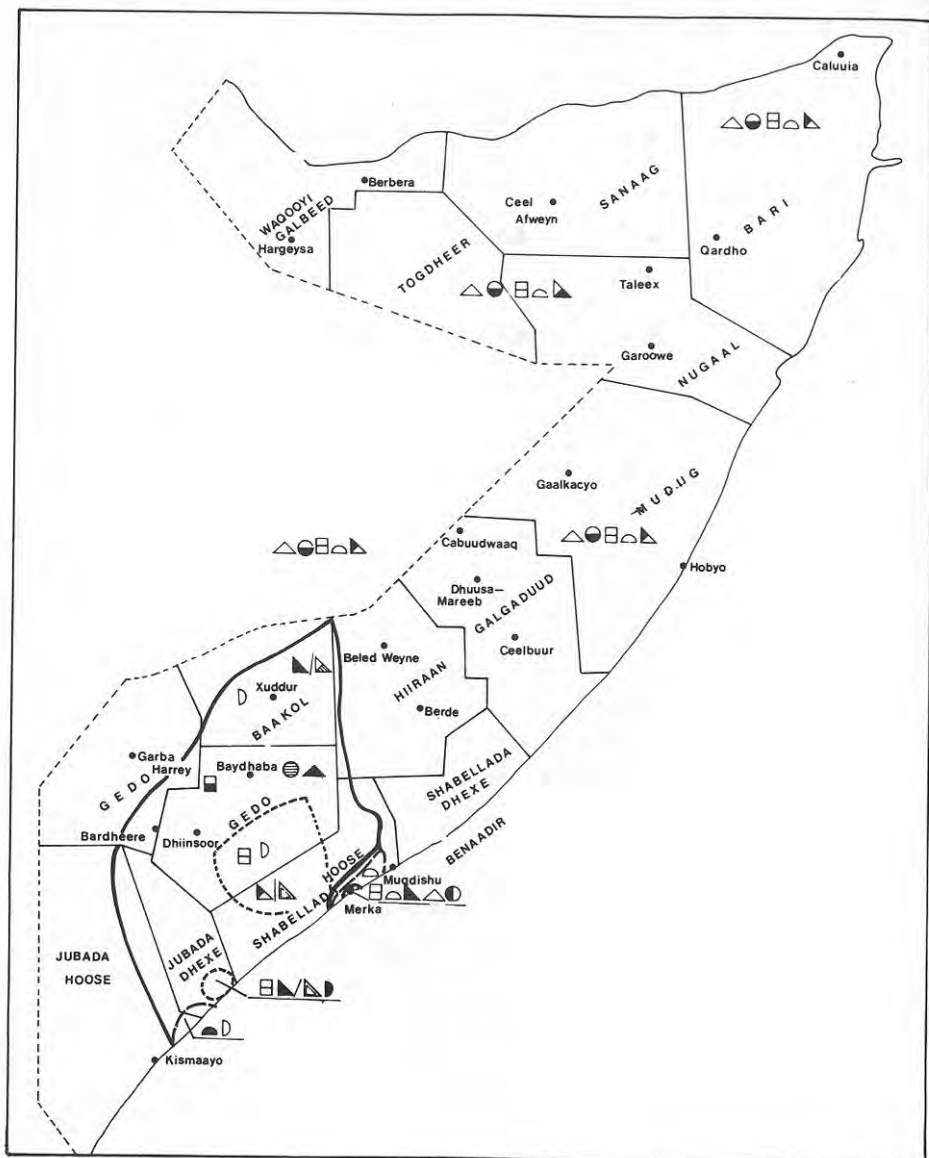 Caluuia
Berbera
WAQOOYI
GALBEED
Hargeysa
Ceel
Afweyn
SANAAG
BARI
Qardho
TOGDHEER
Taleex
Garoowe
NUGAAL
Gaalkacyo
MUDUG
Cabuudwaaq
Hobyo
Dhuusa—
Mareeb
GALGADUUD
Ceelbuur
Beled Weyne
HIIRAAN
Berde
Xuddur
BAAKOL
Garba
Harrey
GEDO
Baydhaba
GEDO
SHABELLADA
DHEXE
BENAADIR
Bardheere
Dhiinsoor
Muqdishu
SHABELLADA
HOOSE
Merka
JUBADA
HOOSE
JUBADA
DHEXE
Kismaayo